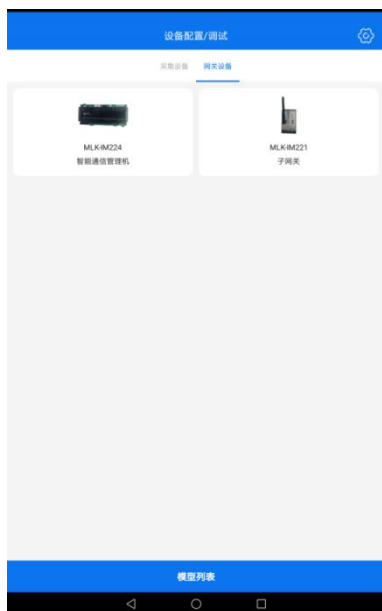 设备配置/调试
采集设备 网关设备
MLK-IM224
智能通信管理机
MLK-IM221
子网关
模型列表